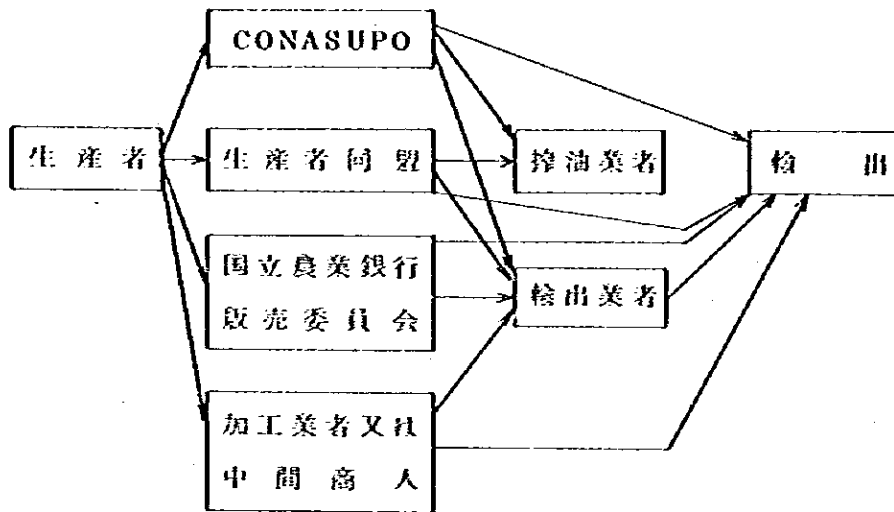 CONASUPO
生産者
生産者同盟
搾油業者
輸出
国立農業銀行
販売委員会
輸出業者
加工業者又は
中間商人